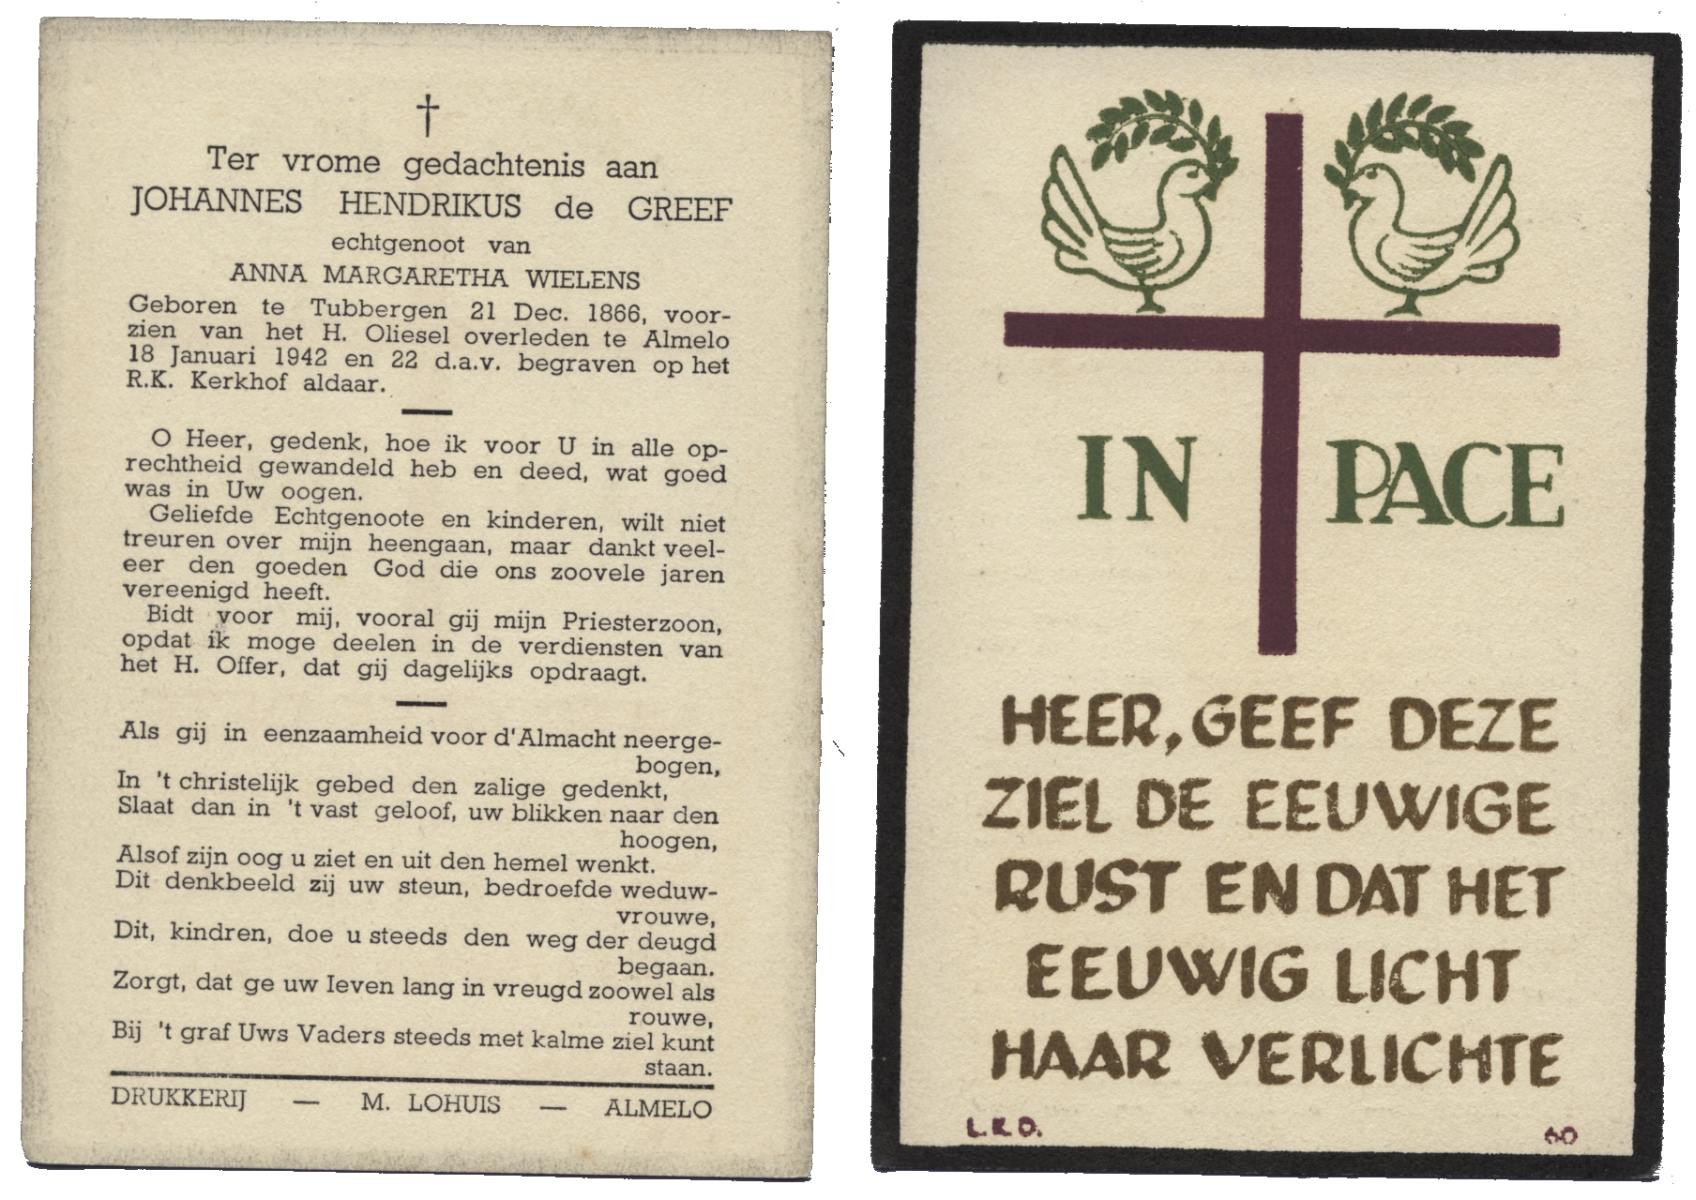 Ter vrome gedachtenis aan
JOHANNES HENDRIKUS de GREEF
echtgenoot van
ANNA MARGARETHA WIELENS
Geboren te Tubbergen 21 Dec. 1866, voor-
zien van het H. Oliesel overleden te Almelo
18 Januari 1942 en 22 d.a.v. begraven op het
R.K. Kerkhof aldaar.
O Heer, gedenk, hoe ik voor U in alle op-
rechtheid gewandeld heb en deed, wat goed
was in Uw oogen.
Geliefde Echtgenoote en kinderen, wilt niet
treuren over mijn heengaan, maar dankt veel-
eer den goeden God die ons zoovele jaren
vereenigd heeft.
Bidt voor mij, vooral gij mijn Priesterzoon,
opdat ik moge deelen in de verdiensten van
het H. Offer, dat gij dagelijks opdraagt.
Als gij in eenzaamheid voor d'Almacht neerge-
bogen,
In 't christelijk gebed den zalige gedenkt,
Slaat dan in 't vast geloof, uw blikken naar den
hoogen,
Alsof zijn oog u ziet en uit den hemel wenkt.
Dit denkbeeld zij uw steun, bedroefde weduw-
vrouwe,
Dit, kindren, doe u steeds den weg der deugd
begaan.
Zorgt, dat ge uw Ieven lang in vreugd zoowel als
rouwe,
Bij 't graf Uws Vaders steeds met kalme ziel kunt
staan.
DRUKKERIJ — M. LOHUIS — ALMELO
IN PACE
HEER, GEEF DEZE
ZIEL DE EEUWIGE
RUST EN DAT HET
EEUWIG LICHT
HAAR VERLICHTE
L.K.D. 60